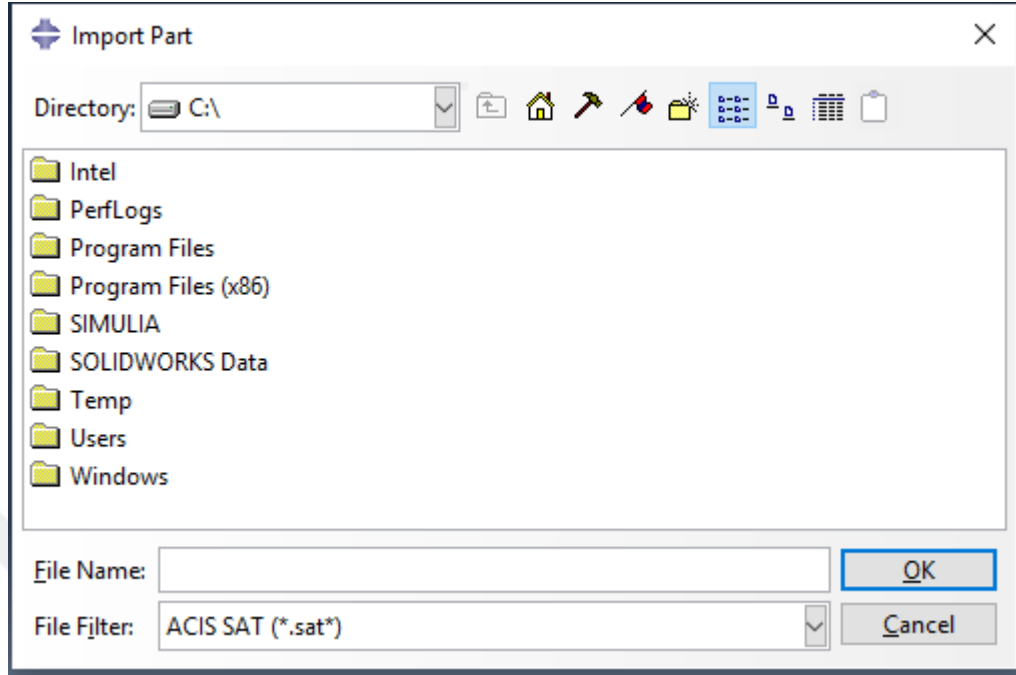 Import Part
Directory: C:\
Intel
PerfLogs
Program Files
Program Files (x86)
SIMULIA
SOLIDWORKS Data
Temp
Users
Windows
File Name: OK
File Filter: ACIS SAT (*.sat*) Cancel